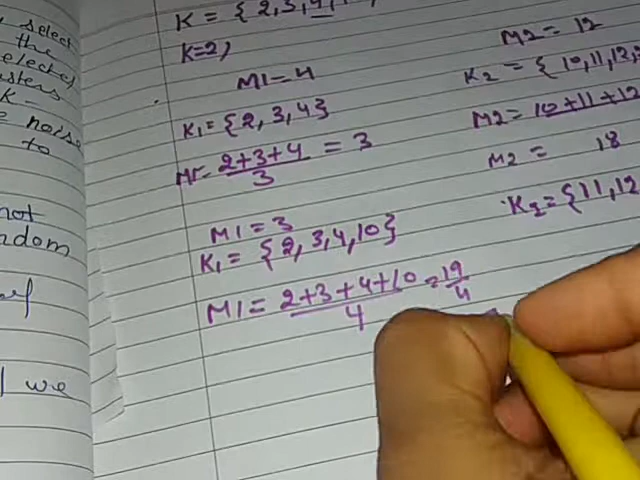 select
the
selected
K-
noise
to
not
random
we
K = {2,3,4,
K=2,
M1=4
K1={2,3,4}
M1= 2+3+4/3 = 3
M1=3
K1= {2,3,4,10}
M1= 2+3+4+10/4 = 19/4
M2= 12
K2 = {10,11,12,
M2= 10+11+12
M2= 18
K2={11,12